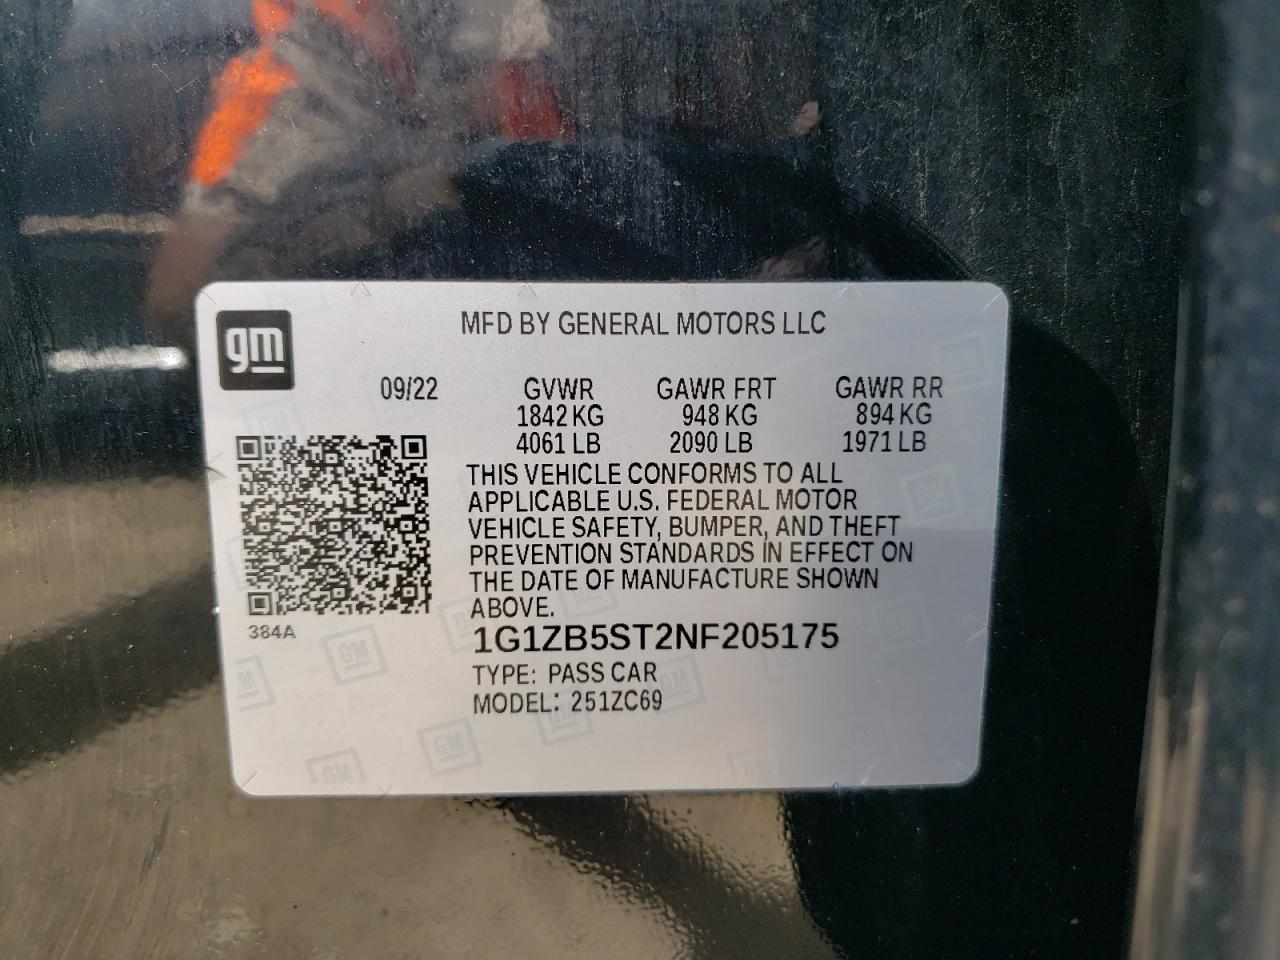 gm
MFD BY GENERAL MOTORS LLC
09/22 GVWR GAWR FRT GAWR RR
1842 KG 948 KG 894 KG
4061 LB 2090 LB 1971 LB
THIS VEHICLE CONFORMS TO ALL
APPLICABLE U.S. FEDERAL MOTOR
VEHICLE SAFETY, BUMPER, AND THEFT
PREVENTION STANDARDS IN EFFECT ON
THE DATE OF MANUFACTURE SHOWN
ABOVE.
384A
1G1ZB5ST2NF205175
TYPE: PASS CAR
MODEL: 251ZC69